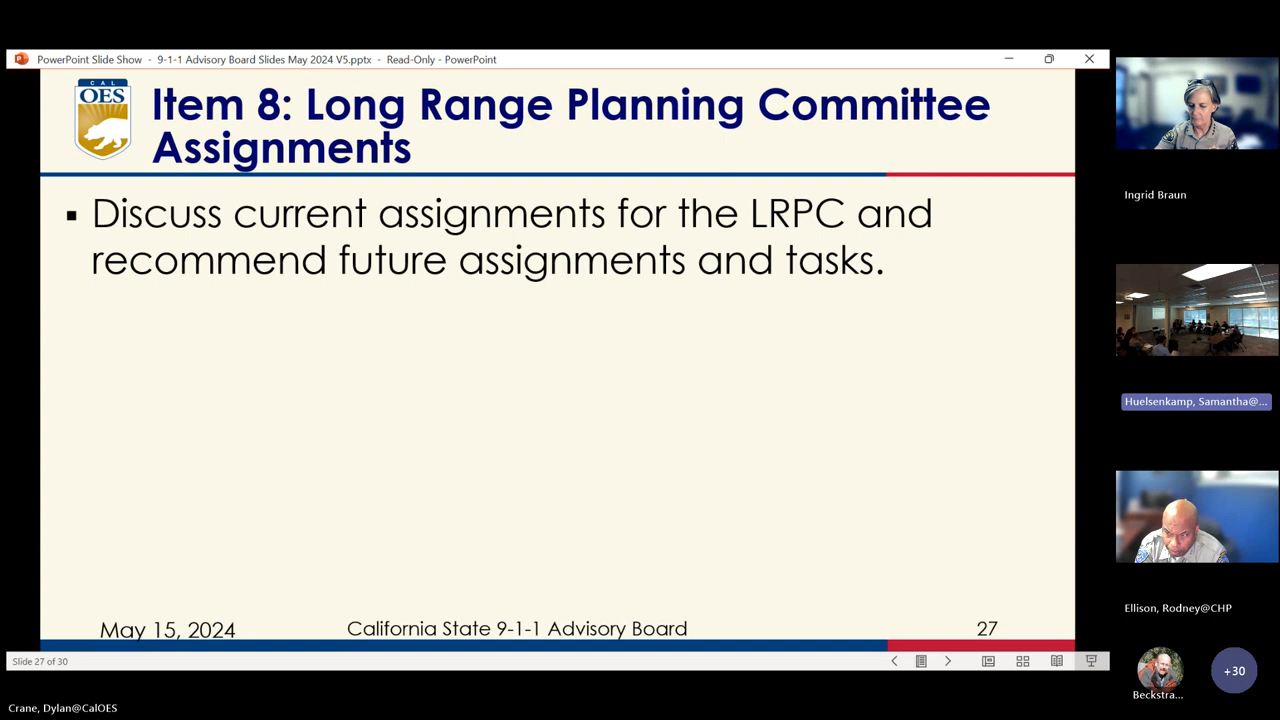 PowerPoint Slide Show - 9-1-1 Advisory Board Slides May 2024 V5.pptx - Read-Only - PowerPoint
CAL
OES
Item 8: Long Range Planning Committee
Assignments
▪ Discuss current assignments for the LRPC and
recommend future assignments and tasks.
May 15, 2024
California State 9-1-1 Advisory Board
27
Slide 27 of 30
Crane, Dylan@CalOES
Ingrid Braun
Huelsenkamp, Samantha@...
Ellison, Rodney@CHP
Beckstra...
+30